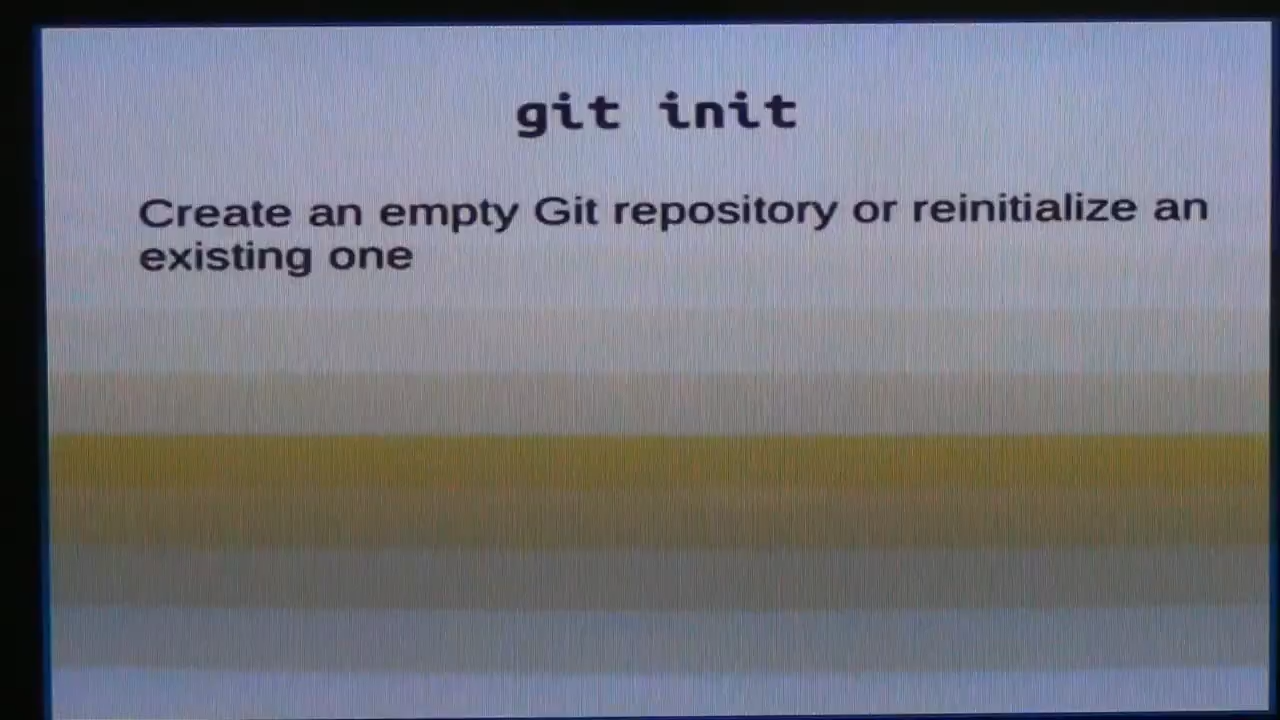 git init
Create an empty Git repository or reinitialize an
existing one